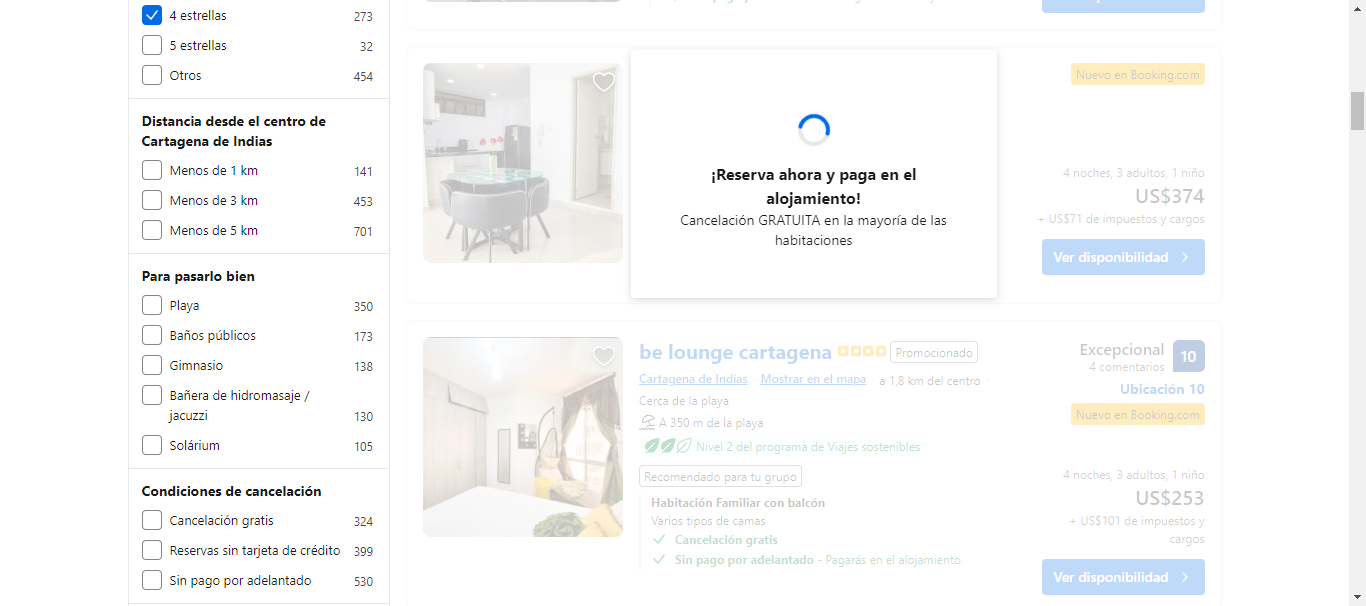 4 estrellas 273
5 estrellas 32
Otros 454
Distancia desde el centro de
Cartagena de Indias
Menos de 1 km 141
Menos de 3 km 453
Menos de 5 km 701
Para pasarlo bien
Playa 350
Baños públicos 173
Gimnasio 138
Bañera de hidromasaje /
jacuzzi 130
Solárium 105
Condiciones de cancelación
Cancelación gratis 324
Reservas sin tarjeta de crédito 399
Sin pago por adelantado 530
¡Reserva ahora y paga en el
alojamiento!
Cancelación GRATUITA en la mayoría de las
habitaciones
Nuevo en Booking.com
4 noches, 3 adultos, 1 niño
US$374
+ US$71 de impuestos y cargos
Ver disponibilidad
be lounge cartagena Promocionado
Cartagena de Indias Mostrar en el mapa a 1,8 km del centro
Cerca de la playa
A 350 m de la playa
Nivel 2 del programa de Viajes sostenibles
Recomendado para tu grupo
Habitación Familiar con balcón
Varios tipos de camas
Cancelación gratis
Sin pago por adelantado - Pagarás en el alojamiento
Excepcional 10
4 comentarios
Ubicación 10
Nuevo en Booking.com
4 noches, 3 adultos, 1 niño
US$253
+ US$101 de impuestos y
cargos
Ver disponibilidad